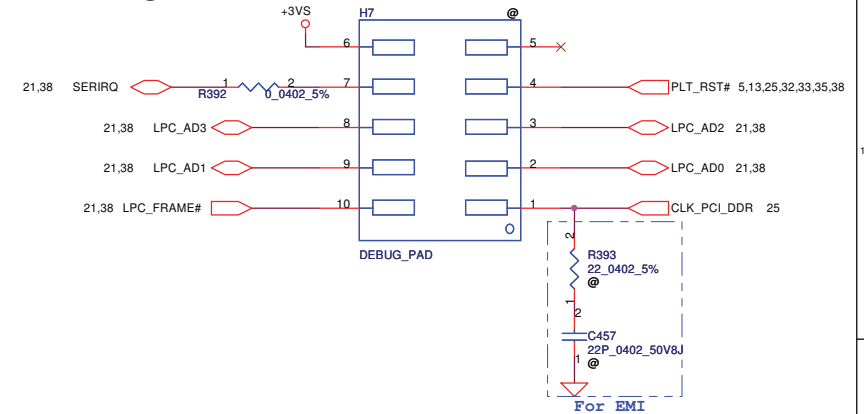 +3VS
H7
@
6
5
21,38 SERIRQ
1
R392
2
0_0402_5%
7
4
PLT_RST# 5,13,25,32,33,35,38
21,38 LPC_AD3
8
3
LPC_AD2 21,38
21,38 LPC_AD1
9
2
LPC_AD0 21,38
21,38 LPC_FRAME#
10
1
CLK_PCI_DDR 25
1
DEBUG_PAD
2
R393
22_0402_5%
@
1
2
C457
22P_0402_50V8J
1
@
For EMI